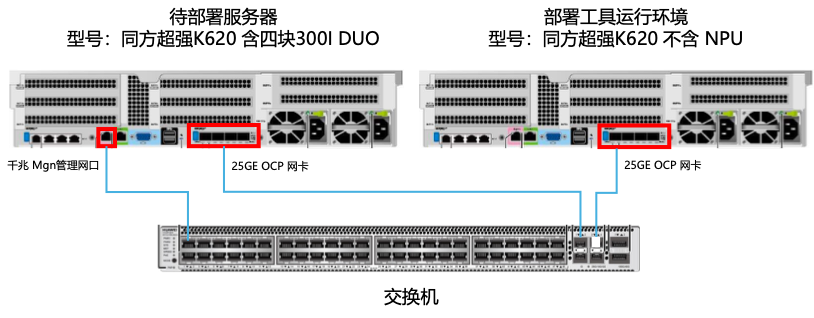 待部署服务器
型号：同方超强K620 含四块300I DUO
部署工具运行环境
型号：同方超强K620 不含 NPU
千兆 Mgn管理网口
25GE OCP 网卡
25GE OCP 网卡
交换机